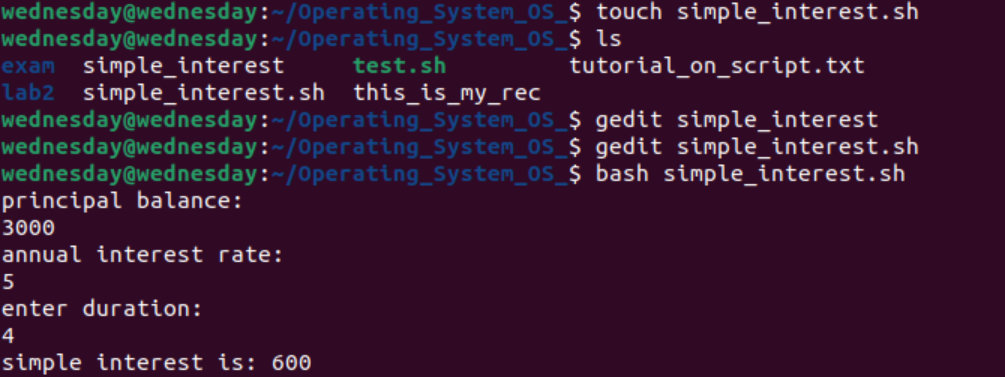 wednesday@wednesday:~/Operating_System_OS_$ touch simple_interest.sh
wednesday@wednesday:~/Operating_System_OS_$ ls
exam  simple_interest     test.sh         tutorial_on_script.txt
lab2  simple_interest.sh  this_is_my_rec
wednesday@wednesday:~/Operating_System_OS_$ gedit simple_interest
wednesday@wednesday:~/Operating_System_OS_$ gedit simple_interest.sh
wednesday@wednesday:~/Operating_System_OS_$ bash simple_interest.sh
principal balance:
3000
annual interest rate:
5
enter duration:
4
simple interest is: 600